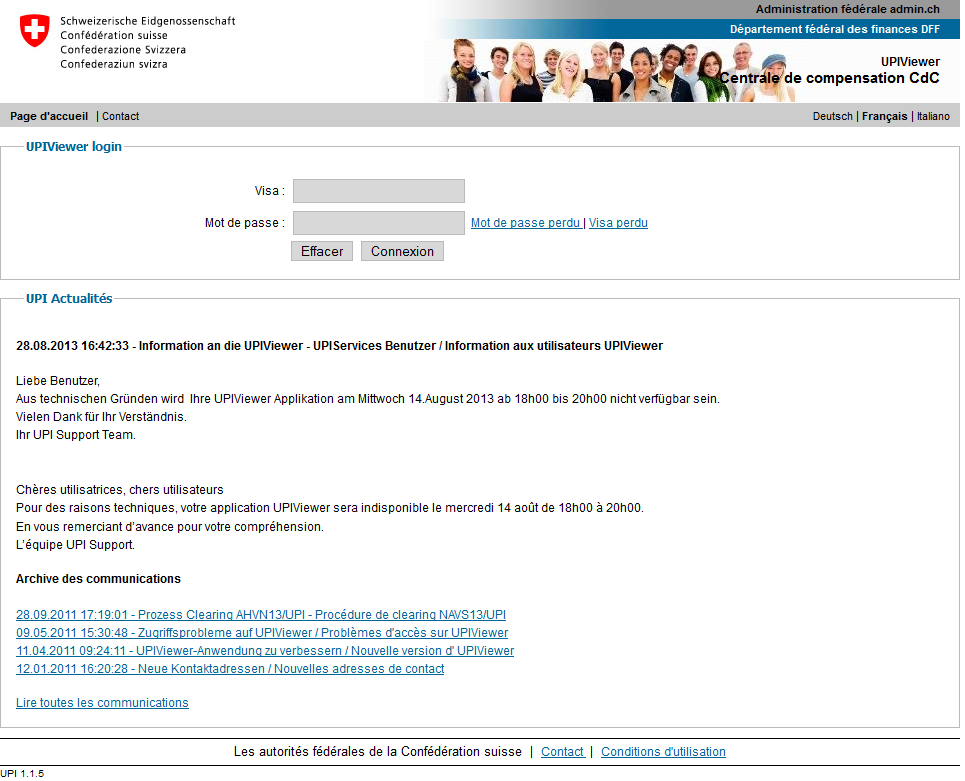 Schweizerische Eidgenossenschaft
Confédération suisse
Confederazione Svizzera
Confederaziun svizra
Administration fédérale admin.ch
Département fédéral des finances DFF
UPIViewer
Centrale de compensation CdC
Page d'accueil | Contact
Deutsch | Français | Italiano
UPIViewer login
Visa :
Mot de passe :
Mot de passe perdu | Visa perdu
Effacer Connexion
UPI Actualités
28.08.2013 16:42:33 - Information an die UPIViewer - UPIServices Benutzer / Information aux utilisateurs UPIViewer
Liebe Benutzer,
Aus technischen Gründen wird Ihre UPIViewer Applikation am Mittwoch 14.August 2013 ab 18h00 bis 20h00 nicht verfügbar sein.
Vielen Dank für Ihr Verständnis.
Ihr UPI Support Team.
Chères utilisatrices, chers utilisateurs
Pour des raisons techniques, votre application UPIViewer sera indisponible le mercredi 14 août de 18h00 à 20h00.
En vous remerciant d'avance pour votre compréhension.
L'équipe UPI Support.
Archive des communications
28.09.2011 17:19:01 - Prozess Clearing AHVN13/UPI - Procédure de clearing NAVS13/UPI
09.05.2011 15:30:48 - Zugriffsprobleme auf UPIViewer / Problèmes d'accès sur UPIViewer
11.04.2011 09:24:11 - UPIViewer-Anwendung zu verbessern / Nouvelle version d' UPIViewer
12.01.2011 16:20:28 - Neue Kontaktadressen / Nouvelles adresses de contact
Lire toutes les communications
Les autorités fédérales de la Confédération suisse | Contact | Conditions d'utilisation
UPI 1.1.5